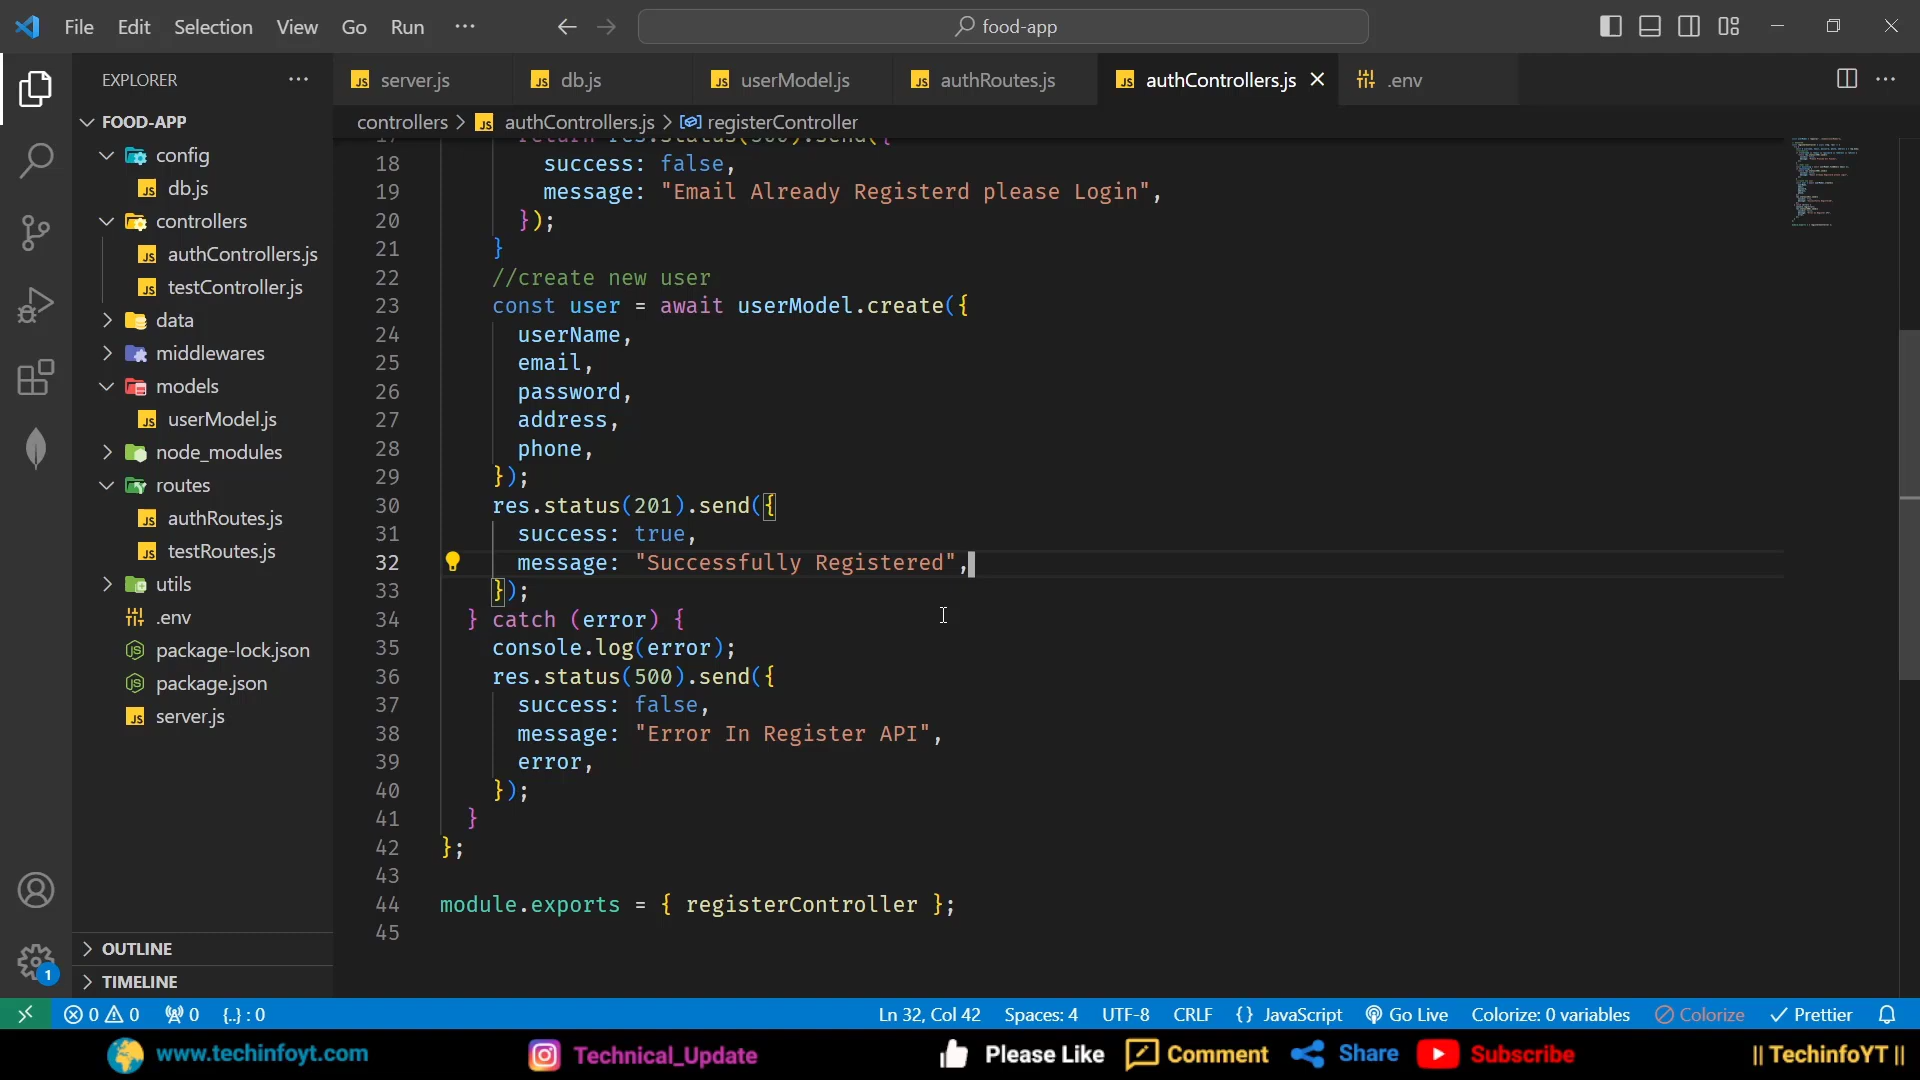 File Edit Selection View Go Run ··· food-app
EXPLORER ···
server.js db.js userModel.js authRoutes.js authControllers.js .env
controllers > authControllers.js > registerController
FOOD-APP
config
db.js
controllers
authControllers.js
testController.js
data
middlewares
models
userModel.js
node_modules
routes
authRoutes.js
testRoutes.js
utils
.env
package-lock.json
package.json
server.js
OUTLINE
TIMELINE
1
18 success: false,
19 message: "Email Already Registerd please Login",
20 });
21 }
22 //create new user
23 const user = await userModel.create({
24 userName,
25 email,
26 password,
27 address,
28 phone,
29 });
30 res.status(201).send({
31 success: true,
32 message: "Successfully Registered",
33 });
34 } catch (error) {
35 console.log(error);
36 res.status(500).send({
37 success: false,
38 message: "Error In Register API",
39 error,
40 });
41 }
42 };
43
44 module.exports = { registerController };
45
0 0 0 {..} : 0 Ln 32, Col 42 Spaces: 4 UTF-8 CRLF {} JavaScript Go Live Colorize: 0 variables Colorize Prettier
www.techinfoyt.com Technical_Update Please Like Comment Share Subscribe || TechinfoYT ||